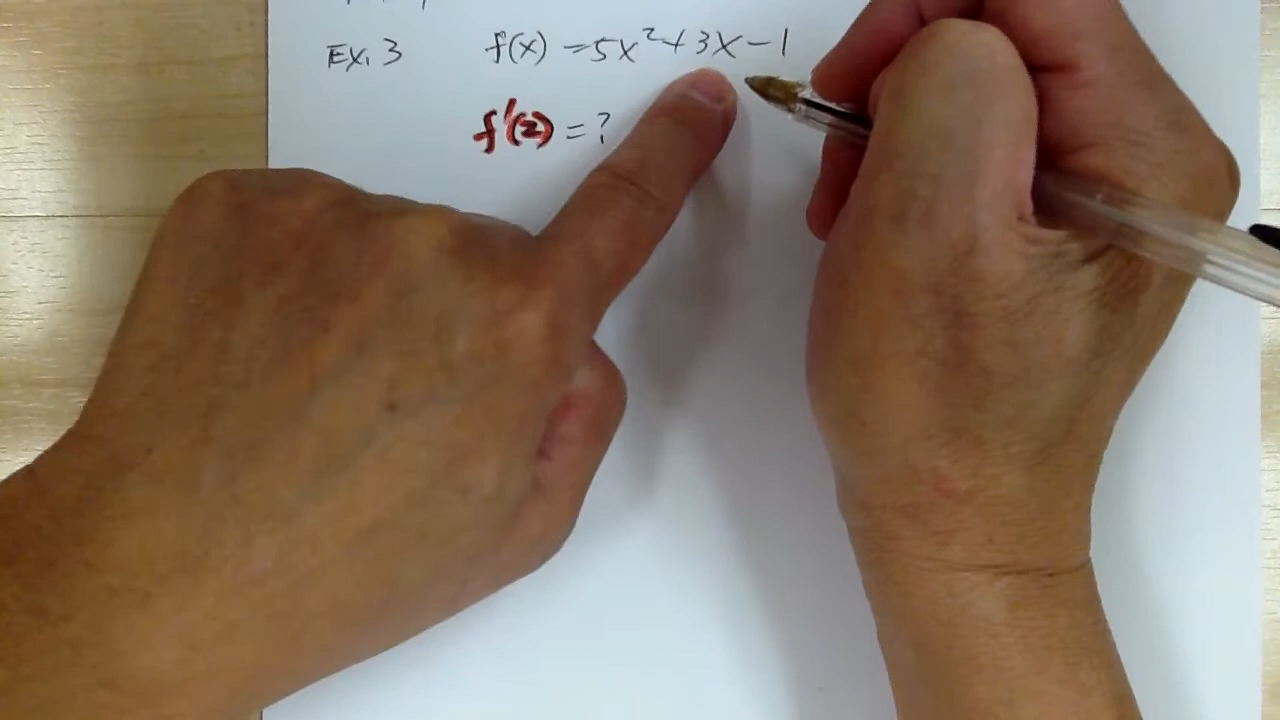 Ex. 3 f(x) = 5x² + 3x - 1
f'(2) = ?